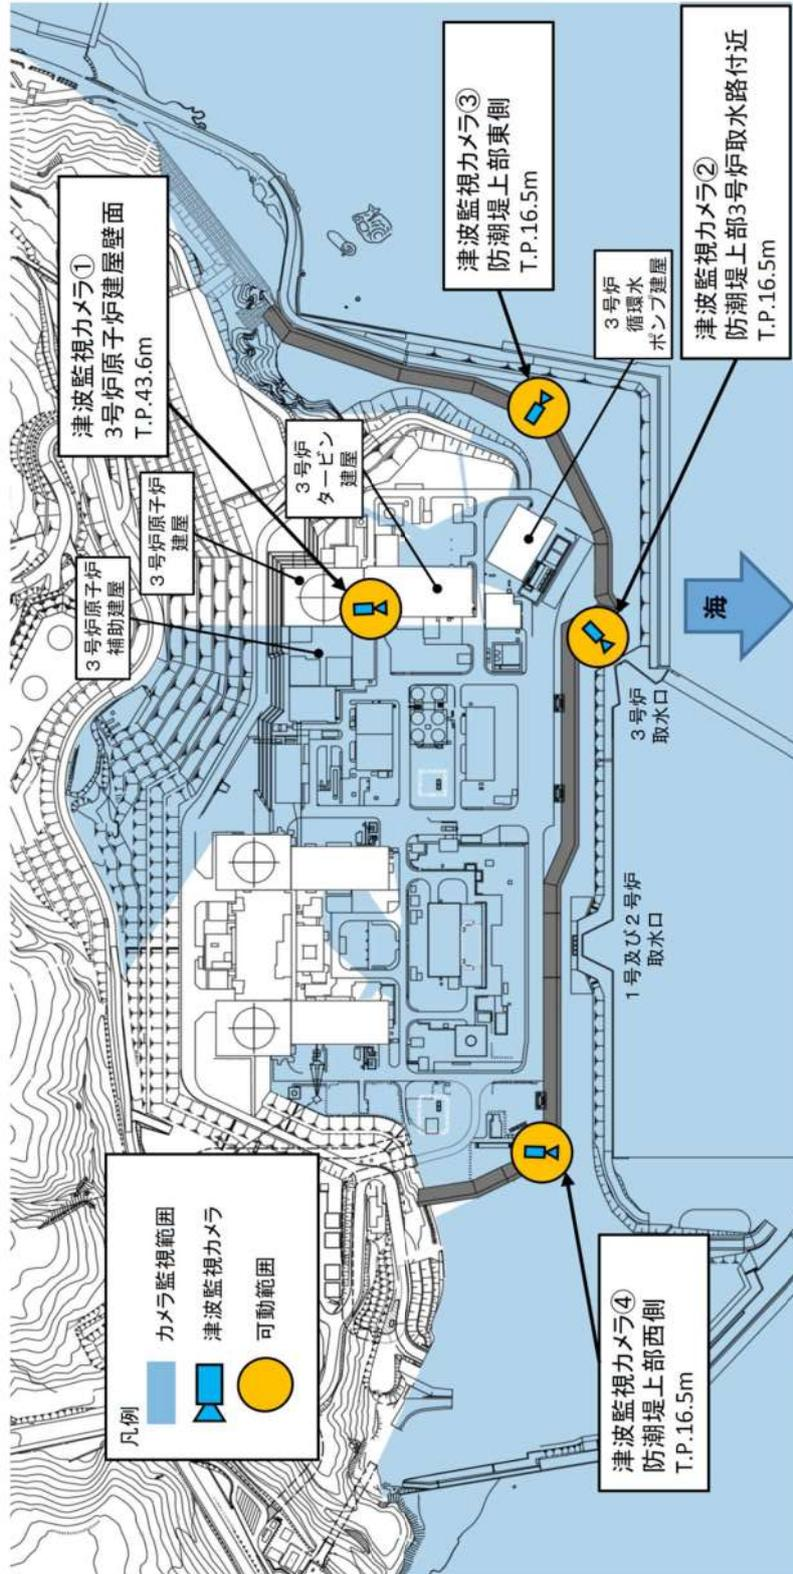 凡例
カメラ監視範囲
津波監視カメラ
可動範囲
3号炉原子炉
補助建屋
3号炉原子炉
建屋
津波監視カメラ①
3号炉原子炉建屋壁面
T.P.43.6m
3号炉
タービン
建屋
津波監視カメラ③
防潮堤上部東側
T.P.16.5m
3号炉
循環水
ポンプ建屋
津波監視カメラ②
防潮堤上部3号炉取水路付近
T.P.16.5m
津波監視カメラ④
防潮堤上部西側
T.P.16.5m
1号及び2号炉
取水口
3号炉
取水口
海